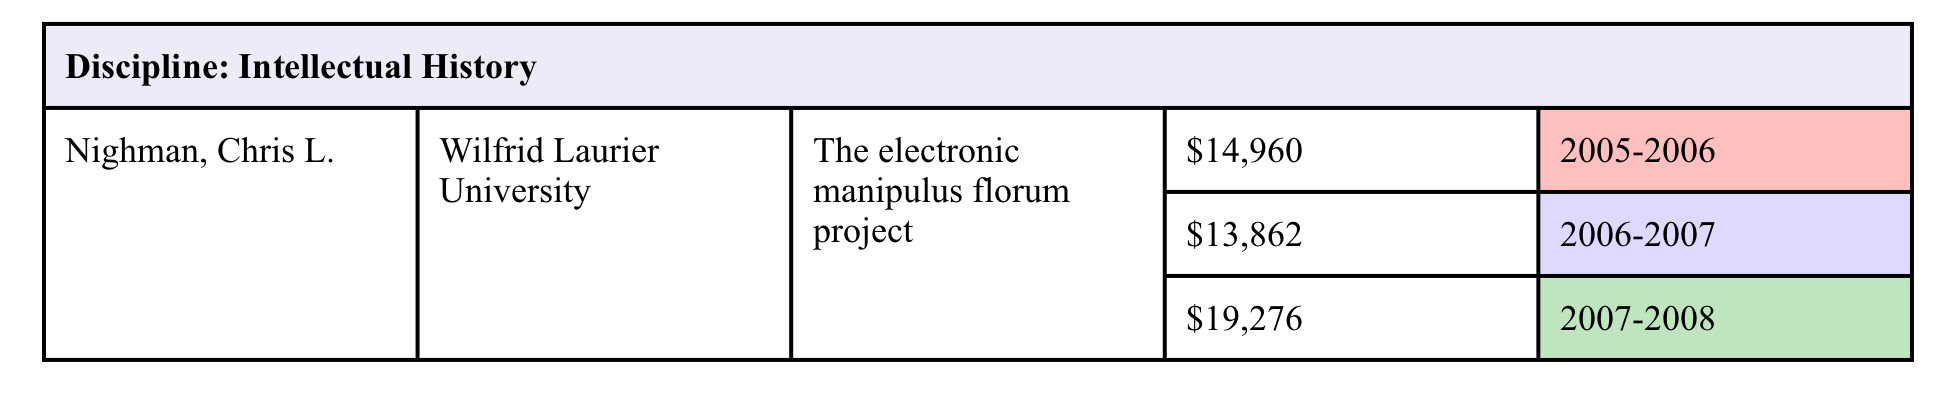 Discipline: Intellectual History
Nighman, Chris L.
Wilfrid Laurier
University
The electronic
manipulus florum
project
$14,960
2005-2006
$13,862
2006-2007
$19,276
2007-2008